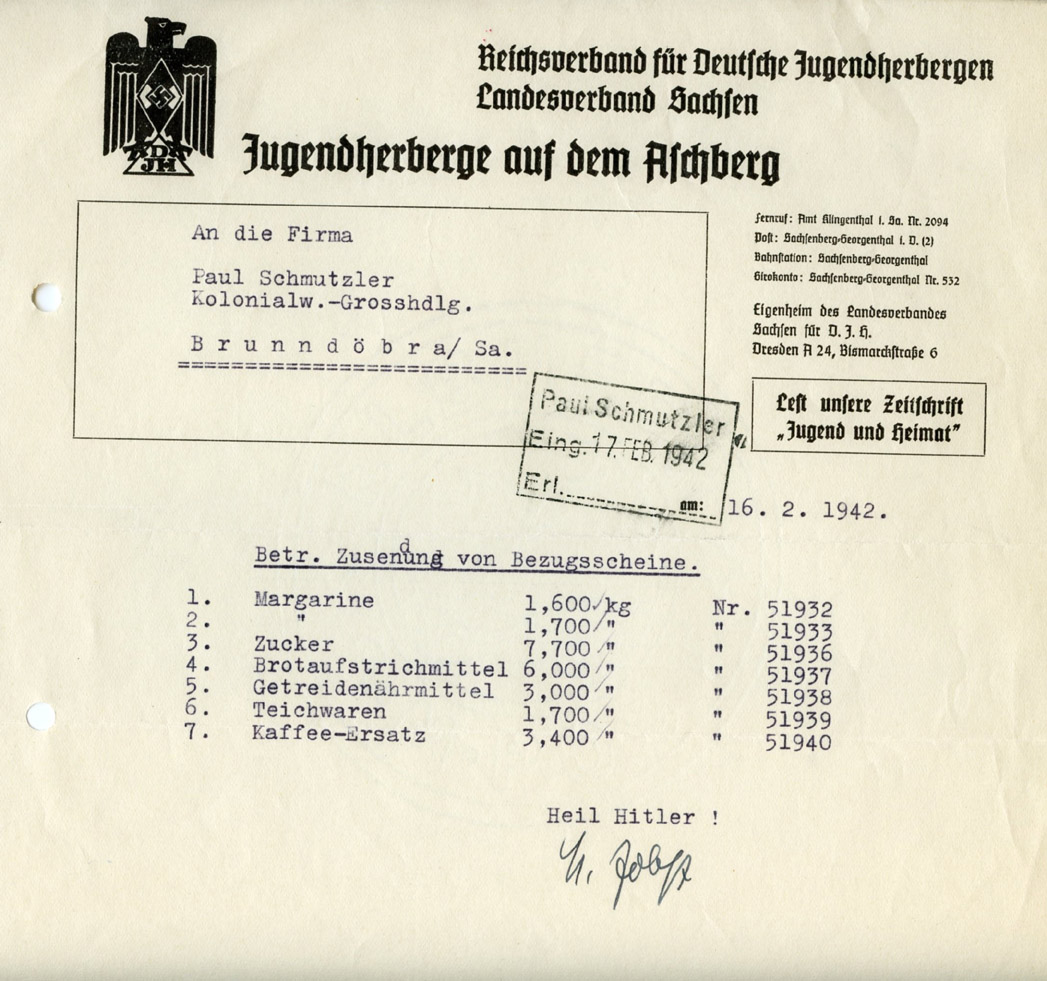 DJH
Reichsverband für Deutsche Jugendherbergen
Landesverband Sachsen
Jugendherberge auf dem Aschberg
An die Firma
Paul Schmutzler
Kolonialw.-Grosshdlg.
B r u n n d ö b r a/ Sa.
Fernruf: Amt Klingenthal i. Sa. Nr. 2094
Post: Sachsenberg-Georgenthal i. V. (2)
Bahnstation: Sachsenberg-Georgenthal
Girokonto: Sachsenberg-Georgenthal Nr. 532
Eigenheim des Landesverbandes
Sachsen für D. J. H.
Dresden A 24, Bismarckstraße 6
Lest unsere Zeitschrift
„Jugend und Heimat"
Paul Schmutzler
Eing. 17. FEB. 1942
Erl. am:
16. 2. 1942.
Betr. Zusendung von Bezugsscheine.
1. Margarine 1,600 kg Nr. 51932
2. " 1,700 " " 51933
3. Zucker 7,700 " " 51936
4. Brotaufstrichmittel 6,000 " " 51937
5. Getreidenährmittel 3,000 " " 51938
6. Teichwaren 1,700 " " 51939
7. Kaffee-Ersatz 3,400 " " 51940
Heil Hitler !